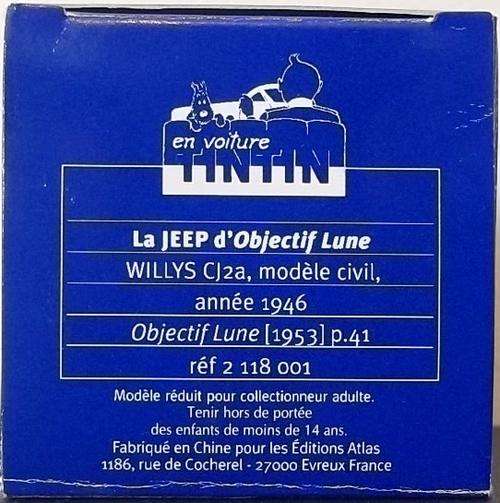 en voiture
TINTIN
La JEEP d'Objectif Lune
WILLYS CJ2a, modèle civil,
année 1946
Objectif Lune [1953] p.41
réf 2 118 001
Modèle réduit pour collectionneur adulte.
Tenir hors de portée
des enfants de moins de 14 ans.
Fabriqué en Chine pour les Éditions Atlas
1186, rue de Cocherel - 27000 Evreux France